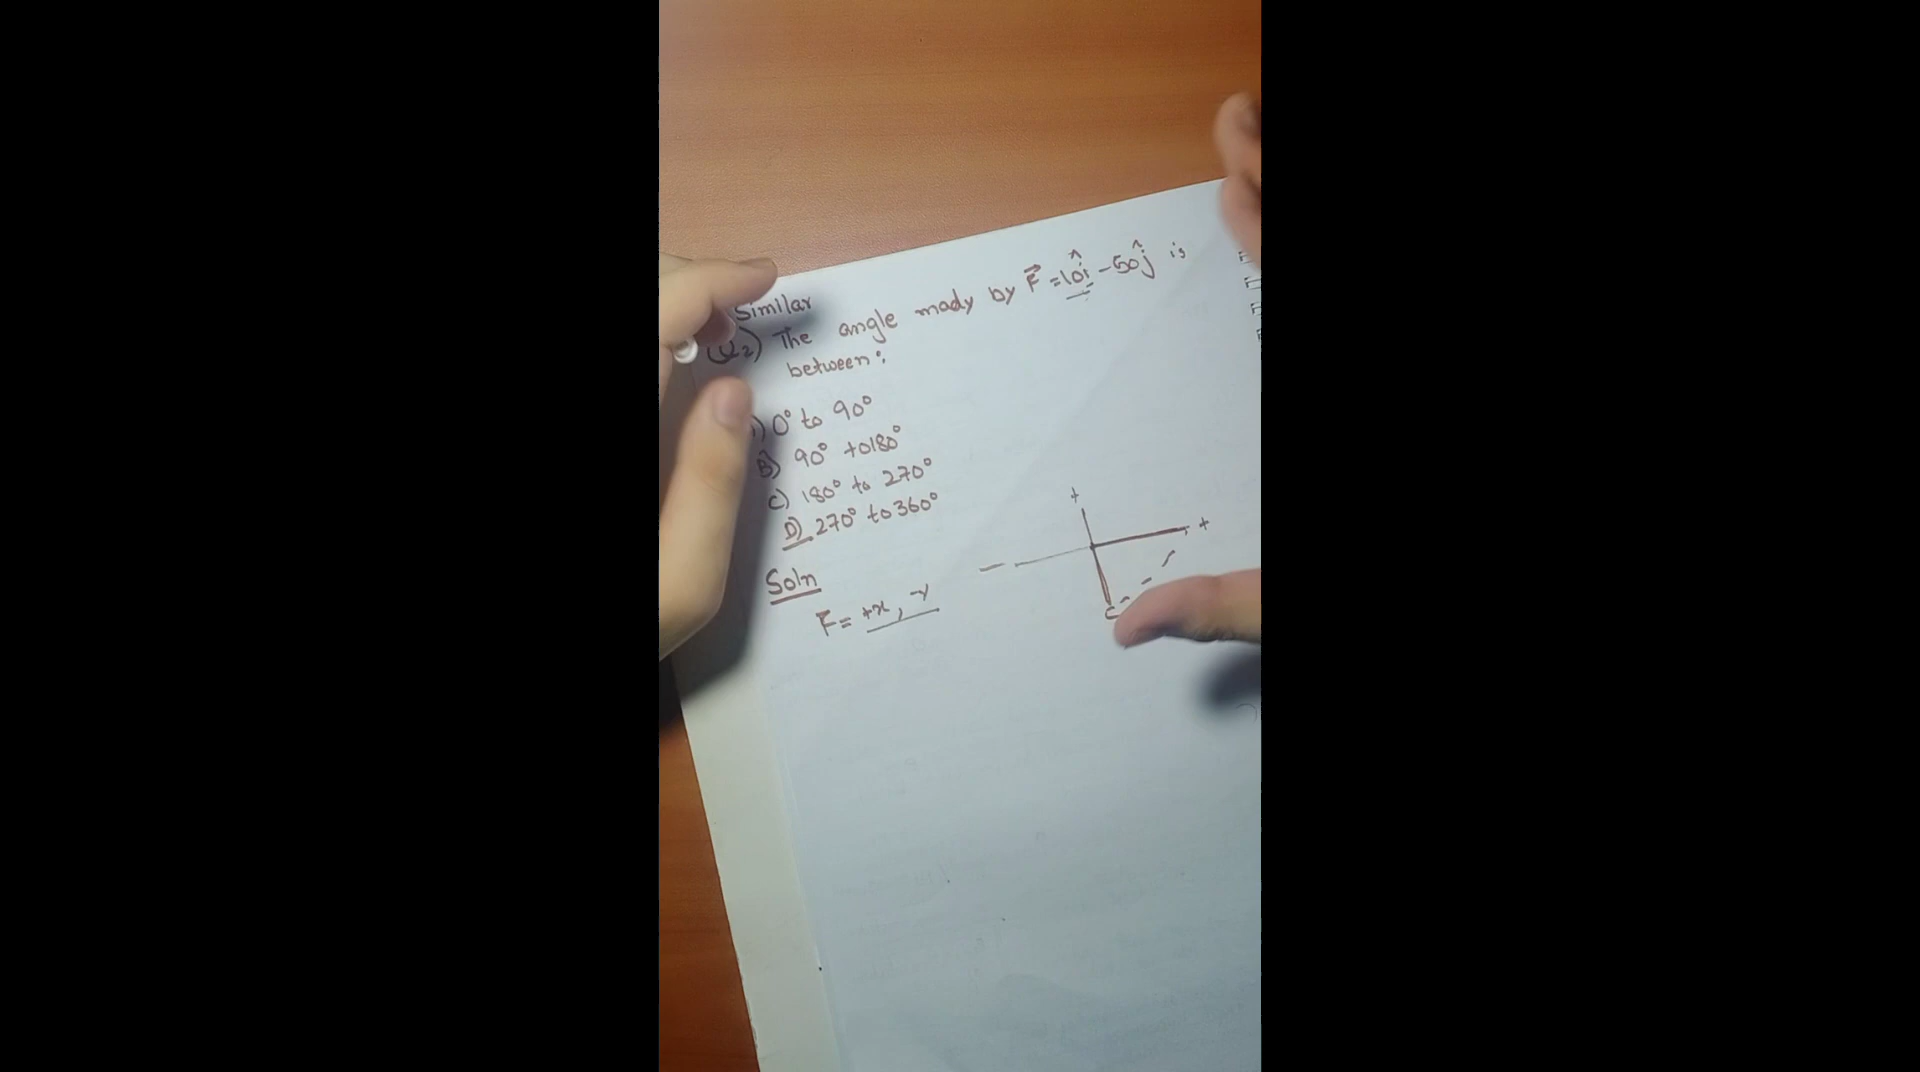 Similar
(Q2) The angle mady by F⃗ = 10î - 50ĵ is
between:
) 0° to 90°
B) 90° to 180°
C) 180° to 270°
D) 270° to 360°
Soln
F⃗ = +x, -y
+
+
-